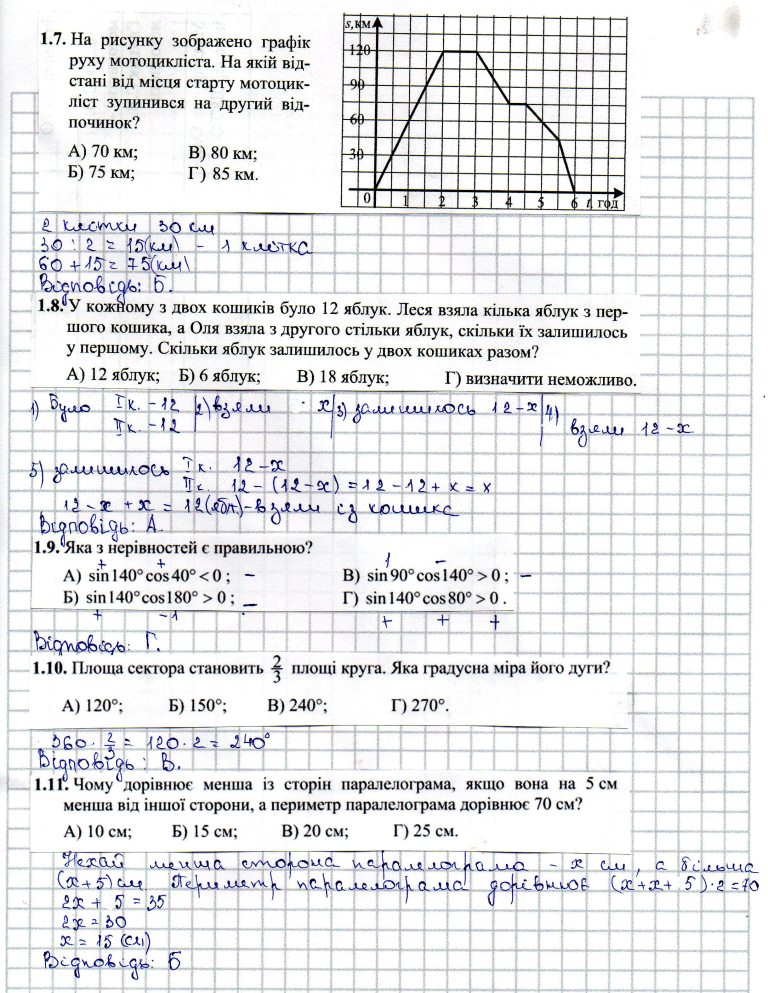 1.7. На рисунку зображено графік
руху мотоцикліста. На якій від-
стані від місця старту мотоцик-
ліст зупинився на другий від-
починок?
А) 70 км; В) 80 км;
Б) 75 км; Г) 85 км.
s, км
120
90
60
30
0 1 2 3 4 5 6 t, год
2 клєтки 30 см
30 : 2 = 15(км) - 1 клітка
60 + 15 = 75(км)
Відповідь: Б.
1.8. У кожному з двох кошиків було 12 яблук. Леся взяла кілька яблук з пер-
шого кошика, а Оля взяла з другого стільки яблук, скільки їх залишилось
у першому. Скільки яблук залишилось у двох кошиках разом?
А) 12 яблук; Б) 6 яблук; В) 18 яблук; Г) визначити неможливо.
1) Було І к. - 12 2) взяли - х 3) залишилось 12 - х 4)
ІІ к. - 12 взяли 12 - х
5) залишилось І к. 12 - х
ІІ к. 12 - (12 - х) = 12 - 12 + х = х
12 - х + х = 12(ябл.) - взяли із кошика
Відповідь: А.
1.9. Яка з нерівностей є правильною?
+ + 1 -
А) sin140°cos40° < 0 ; - В) sin90°cos140° > 0 ; -
Б) sin140°cos180° > 0 ; - Г) sin140°cos80° > 0 .
+ -1 + + +
Відповідь: Г.
1.10. Площа сектора становить 2/3 площі круга. Яка градусна міра його дуги?
А) 120°; Б) 150°; В) 240°; Г) 270°.
360 · 2/3 = 120 · 2 = 240°
Відповідь: В.
1.11. Чому дорівнює менша із сторін паралелограма, якщо вона на 5 см
менша від іншої сторони, а периметр паралелограма дорівнює 70 см?
А) 10 см; Б) 15 см; В) 20 см; Г) 25 см.
Нехай менша сторона паралелограма - х см, а більша
(х + 5) см. Периметр паралелограма дорівнює (х + х + 5) · 2 = 70
2х + 5 = 35
2х = 30
х = 15 (см)
Відповідь: Б